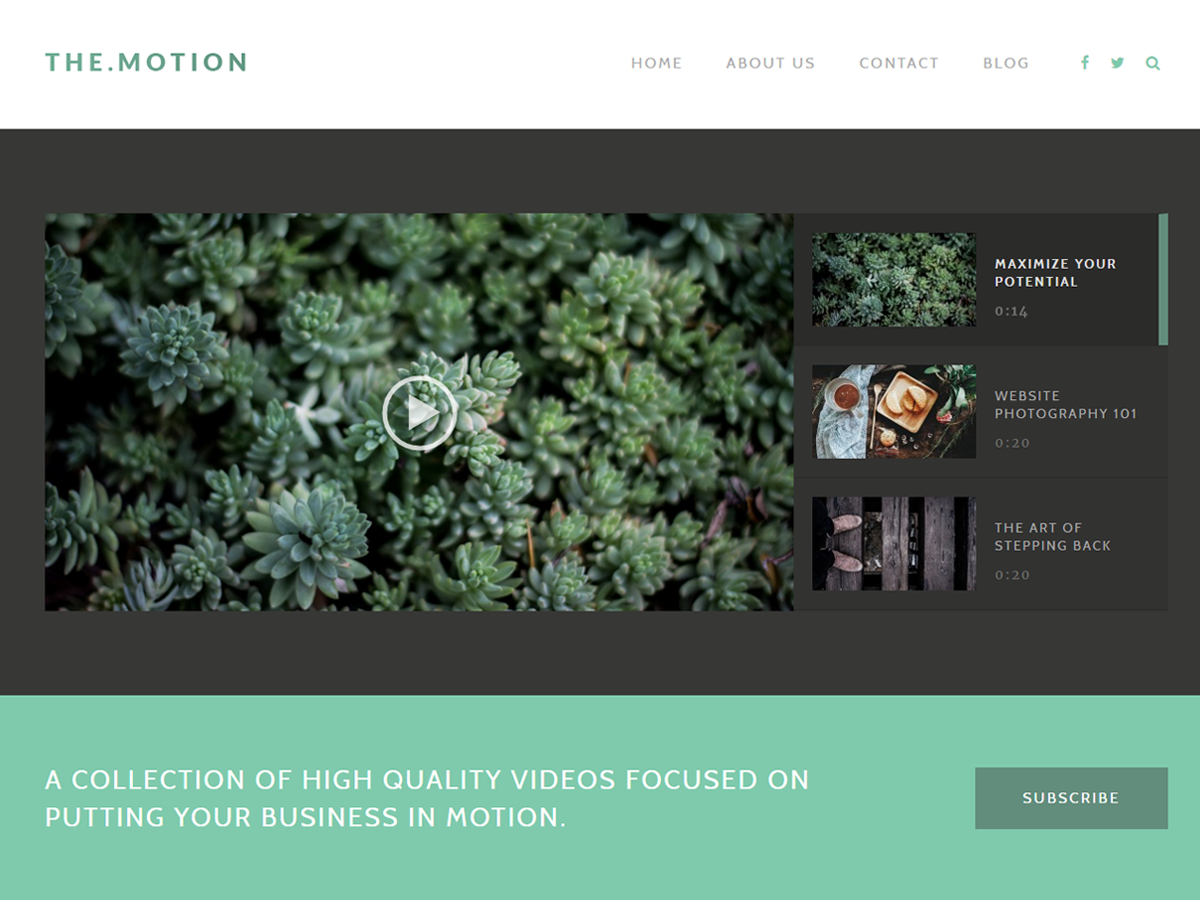 THE.MOTION
HOME ABOUT US CONTACT BLOG
MAXIMIZE YOUR
POTENTIAL
0:14
WEBSITE
PHOTOGRAPHY 101
0:20
THE ART OF
STEPPING BACK
0:20
A COLLECTION OF HIGH QUALITY VIDEOS FOCUSED ON
PUTTING YOUR BUSINESS IN MOTION.
SUBSCRIBE